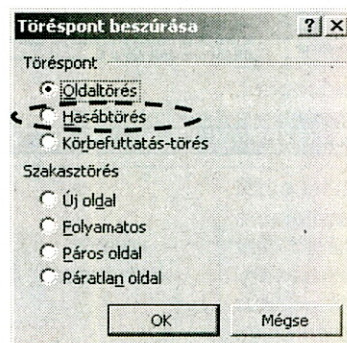 Töréspont beszúrása
Töréspont
Oldaltörés
Hasábtörés
Körbefuttatás-törés
Szakasztörés
Új oldal
Folyamatos
Páros oldal
Páratlan oldal
OK Mégse